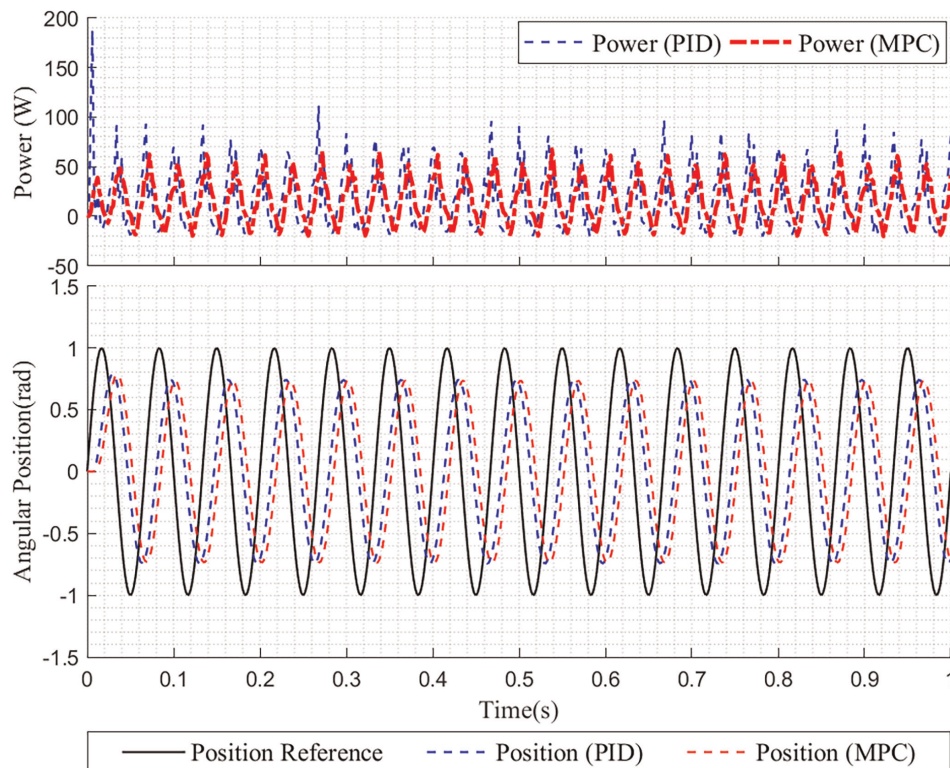 200
150
100
50
0
-50
Power (W)
Power (PID) Power (MPC)
1.5
1
0.5
0
-0.5
-1
-1.5
Angular Position(rad)
0 0.1 0.2 0.3 0.4 0.5 0.6 0.7 0.8 0.9 1
Time(s)
Position Reference Position (PID) Position (MPC)